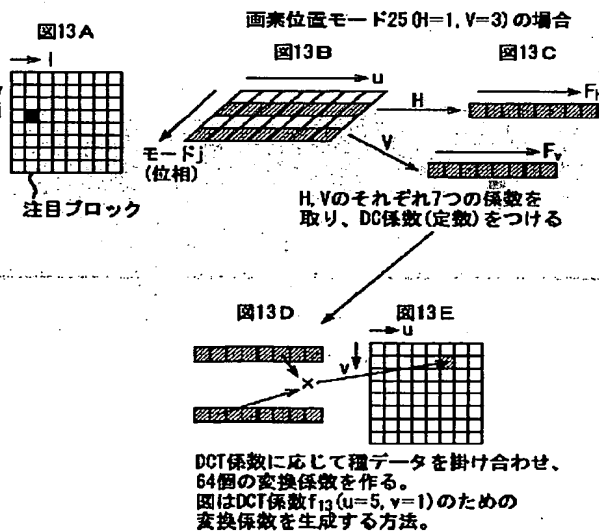 画素位置モード25(H=1, V=3)の場合
図13A
図13B
図13C
i
u
H
F
モードj
(位相)
V
Fv
注目ブロック
H, Vのそれぞれ7つの係数を
取り、DC係数(定数)をつける
図13D
図13E
u
v
×
DCT係数に応じて種データを掛け合わせ、
64個の変換係数を作る。
図はDCT係数f13(u=5, v=1)のための
変換係数を生成する方法。